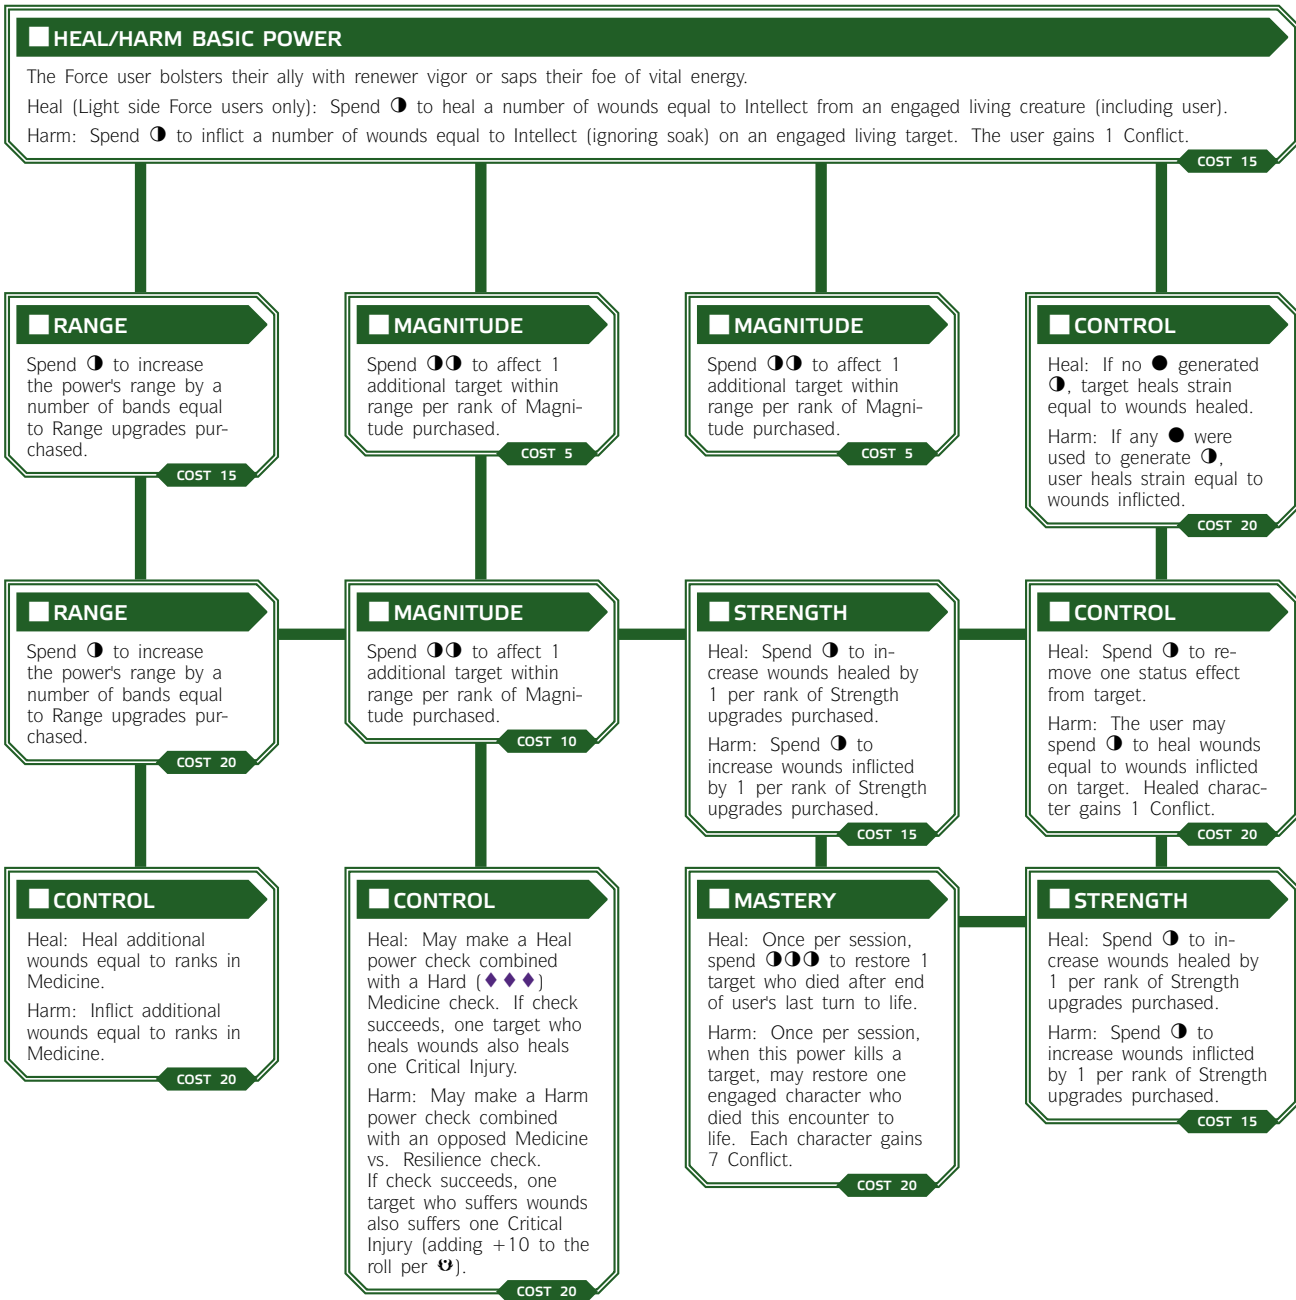 HEAL/HARM BASIC POWER
The Force user bolsters their ally with renewer vigor or saps their foe of vital energy.
Heal (Light side Force users only): Spend ◑ to heal a number of wounds equal to Intellect from an engaged living creature (including user).
Harm: Spend ◑ to inflict a number of wounds equal to Intellect (ignoring soak) on an engaged living target. The user gains 1 Conflict.
COST 15
RANGE
Spend ◑ to increase
the power's range by a
number of bands equal
to Range upgrades pur-
chased.
COST 15
MAGNITUDE
Spend ◑◑ to affect 1
additional target within
range per rank of Magni-
tude purchased.
COST 5
MAGNITUDE
Spend ◑◑ to affect 1
additional target within
range per rank of Magni-
tude purchased.
COST 5
CONTROL
Heal: If no ● generated
◑, target heals strain
equal to wounds healed.
Harm: If any ● were
used to generate ◑,
user heals strain equal to
wounds inflicted.
COST 20
RANGE
Spend ◑ to increase
the power's range by a
number of bands equal
to Range upgrades pur-
chased.
COST 20
MAGNITUDE
Spend ◑◑ to affect 1
additional target within
range per rank of Magni-
tude purchased.
COST 10
STRENGTH
Heal: Spend ◑ to in-
crease wounds healed by
1 per rank of Strength
upgrades purchased.
Harm: Spend ◑ to
increase wounds inflicted
by 1 per rank of Strength
upgrades purchased.
COST 15
CONTROL
Heal: Spend ◑ to re-
move one status effect
from target.
Harm: The user may
spend ◑ to heal wounds
equal to wounds inflicted
on target. Healed charac-
ter gains 1 Conflict.
COST 20
CONTROL
Heal: Heal additional
wounds equal to ranks in
Medicine.
Harm: Inflict additional
wounds equal to ranks in
Medicine.
COST 20
CONTROL
Heal: May make a Heal
power check combined
with a Hard (♦♦♦)
Medicine check. If check
succeeds, one target who
heals wounds also heals
one Critical Injury.
Harm: May make a Harm
power check combined
with an opposed Medicine
vs. Resilience check.
If check succeeds, one
target who suffers wounds
also suffers one Critical
Injury (adding +10 to the
roll per ).
COST 20
MASTERY
Heal: Once per session,
spend ◑◑◑ to restore 1
target who died after end
of user's last turn to life.
Harm: Once per session,
when this power kills a
target, may restore one
engaged character who
died this encounter to
life. Each character gains
7 Conflict.
COST 20
STRENGTH
Heal: Spend ◑ to in-
crease wounds healed by
1 per rank of Strength
upgrades purchased.
Harm: Spend ◑ to
increase wounds inflicted
by 1 per rank of Strength
upgrades purchased.
COST 15